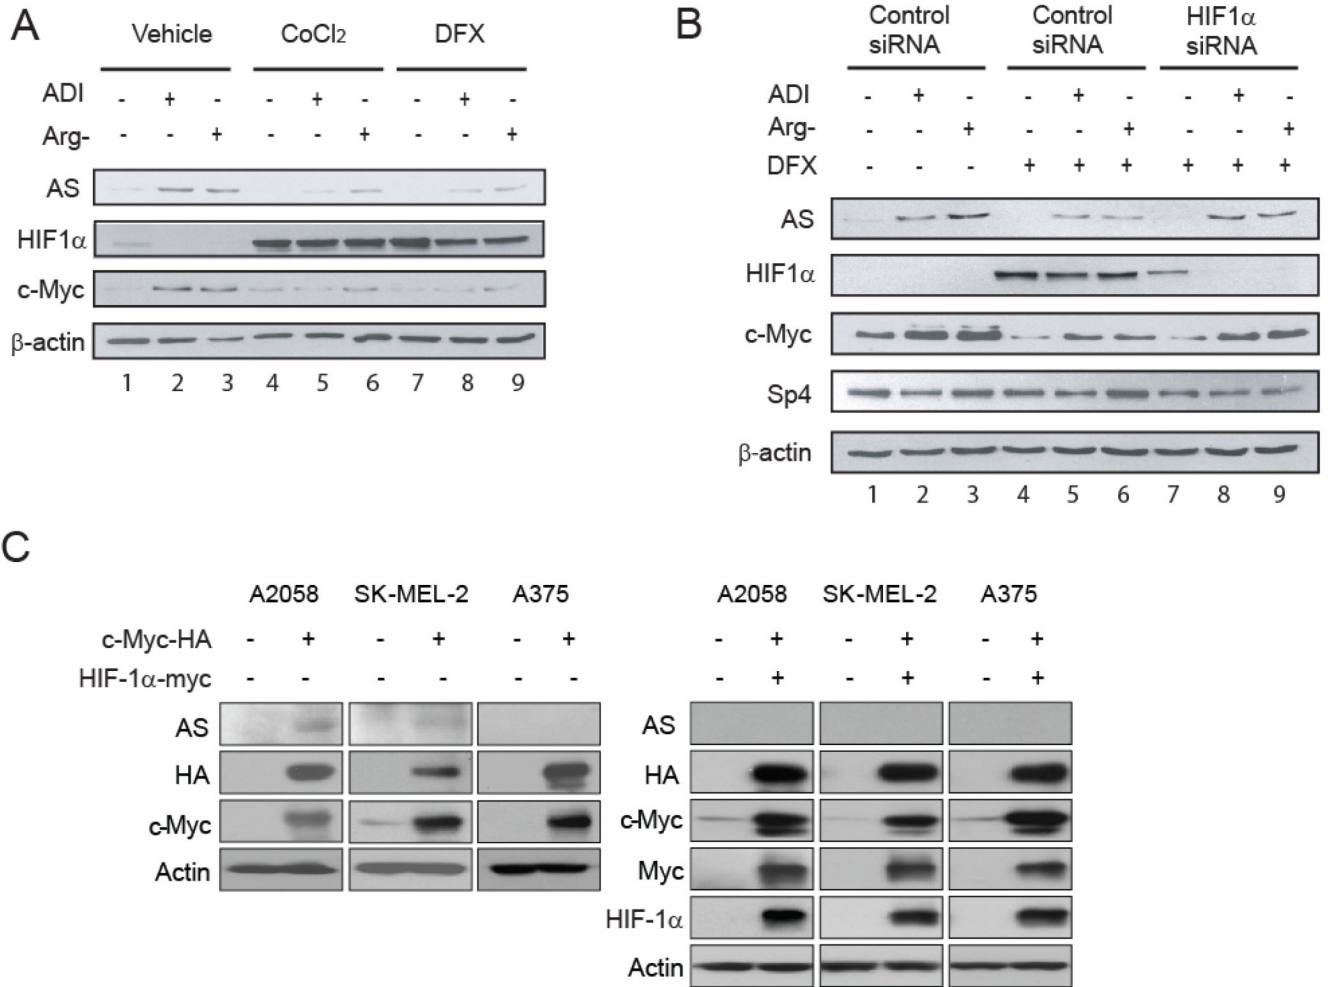 A
Vehicle CoCl2 DFX
ADI - + - - + - - + -
Arg- - - + - - + - - +
AS
HIF1α
c-Myc
β-actin
1 2 3 4 5 6 7 8 9
B
Control siRNA Control siRNA HIF1α siRNA
ADI - + - - + - - + -
Arg- - - + - - + - - +
DFX - - - + + + + + +
AS
HIF1α
c-Myc
Sp4
β-actin
1 2 3 4 5 6 7 8 9
C
A2058 SK-MEL-2 A375
c-Myc-HA - + - + - +
HIF-1α-myc - - - - - -
AS
HA
c-Myc
Actin
A2058 SK-MEL-2 A375
- + - + - +
- + - + - +
AS
HA
c-Myc
Myc
HIF-1α
Actin